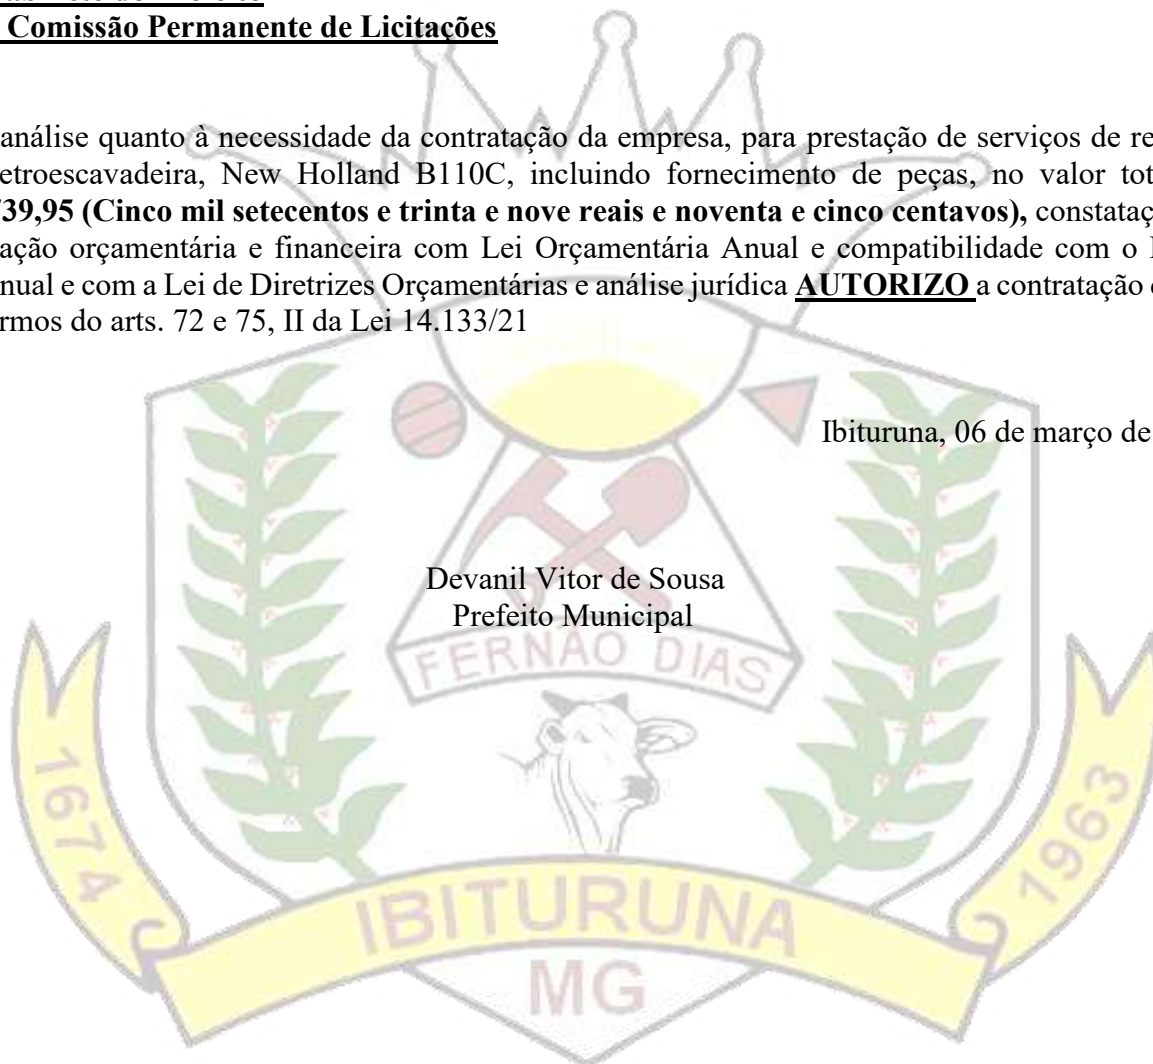 Comissão Permanente de Licitações
análise quanto à necessidade da contratação da empresa, para prestação de serviços de re
etroescavadeira, New Holland B110C, incluindo fornecimento de peças, no valor tot
739,95 (Cinco mil setecentos e trinta e nove reais e noventa e cinco centavos), constataç
ação orçamentária e financeira com Lei Orçamentária Anual e compatibilidade com o
nual e com a Lei de Diretrizes Orçamentárias e análise jurídica AUTORIZO a contratação
rmos do arts. 72 e 75, II da Lei 14.133/21
Ibituruna, 06 de março de
Devanil Vitor de Sousa
Prefeito Municipal
FERNÃO DIAS
1674
1963
IBITURUNA
MG